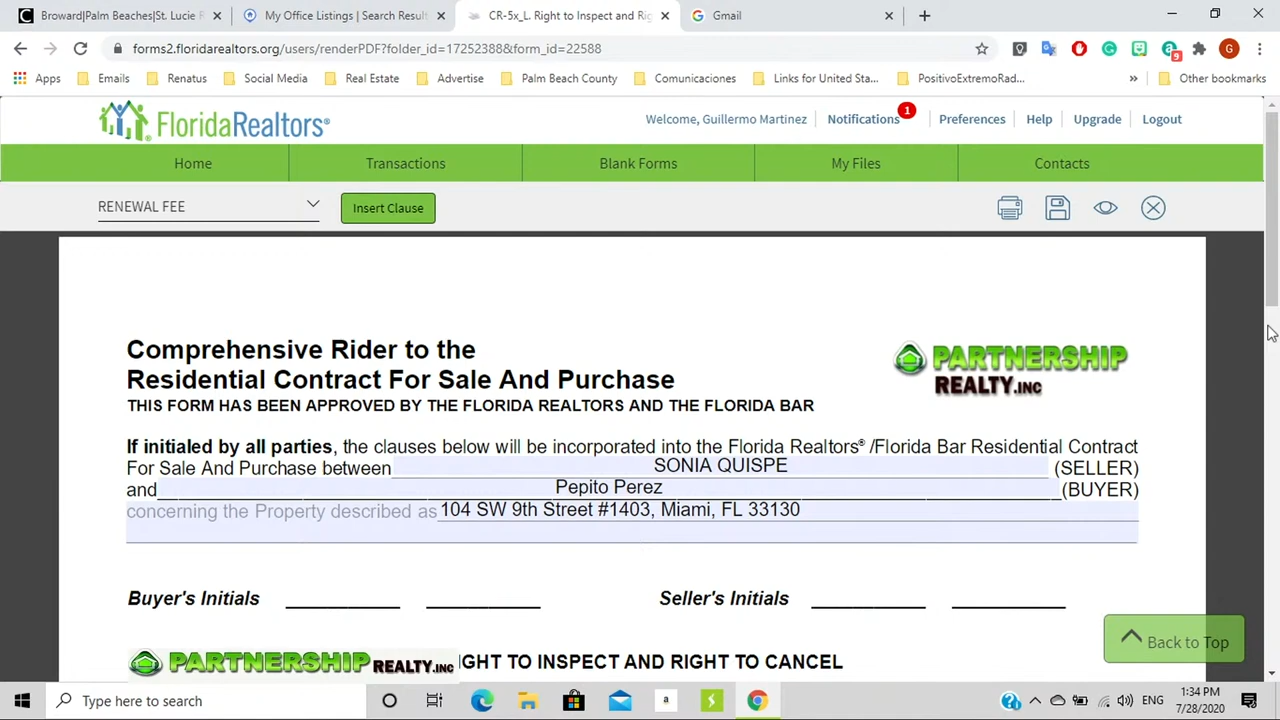 Broward|Palm Beaches|St. Lucie R
My Office Listings | Search Result
CR-5x_L. Right to Inspect and Rig
Gmail
forms2.floridarealtors.org/users/renderPDF?folder_id=17252388&form_id=22588
9
G
Apps
Emails
Renatus
Social Media
Real Estate
Advertise
Palm Beach County
Comunicaciones
Links for United Sta...
PositivoExtremoRad...
»
Other bookmarks
FloridaRealtors®
Welcome, Guillermo Martinez
Notifications
1
Preferences
Help
Upgrade
Logout
Home
Transactions
Blank Forms
My Files
Contacts
RENEWAL FEE
Insert Clause
Comprehensive Rider to the
Residential Contract For Sale And Purchase
THIS FORM HAS BEEN APPROVED BY THE FLORIDA REALTORS AND THE FLORIDA BAR
PARTNERSHIP
REALTY.INC
If initialed by all parties, the clauses below will be incorporated into the Florida Realtors® /Florida Bar Residential Contract
For Sale And Purchase between SONIA QUISPE (SELLER)
and Pepito Perez (BUYER)
concerning the Property described as 104 SW 9th Street #1403, Miami, FL 33130
Buyer's Initials
Seller's Initials
Back to Top
PARTNERSHIP REALTY.INC
IGHT TO INSPECT AND RIGHT TO CANCEL
Type here to search
a
ENG
1:34 PM
7/28/2020